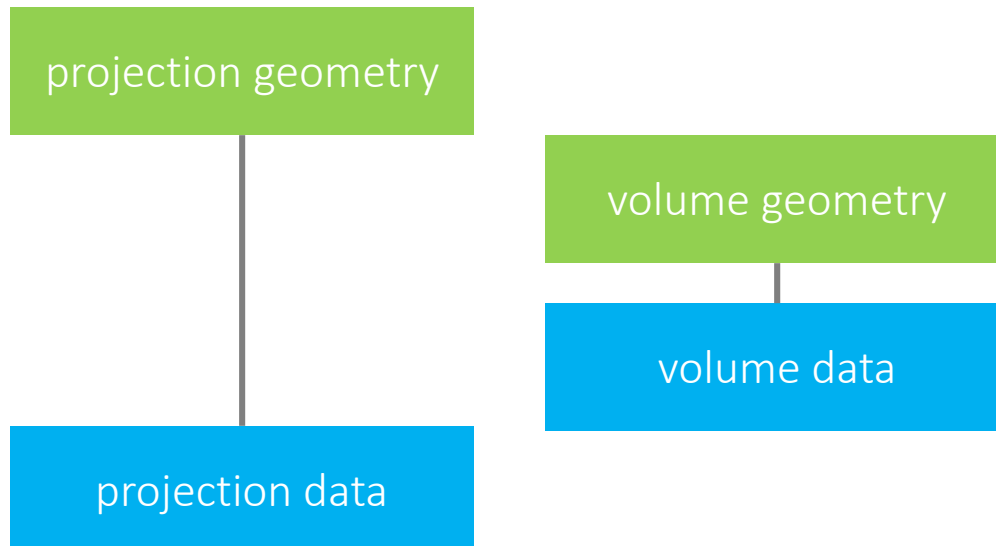 projection geometry
volume geometry
volume data
projection data